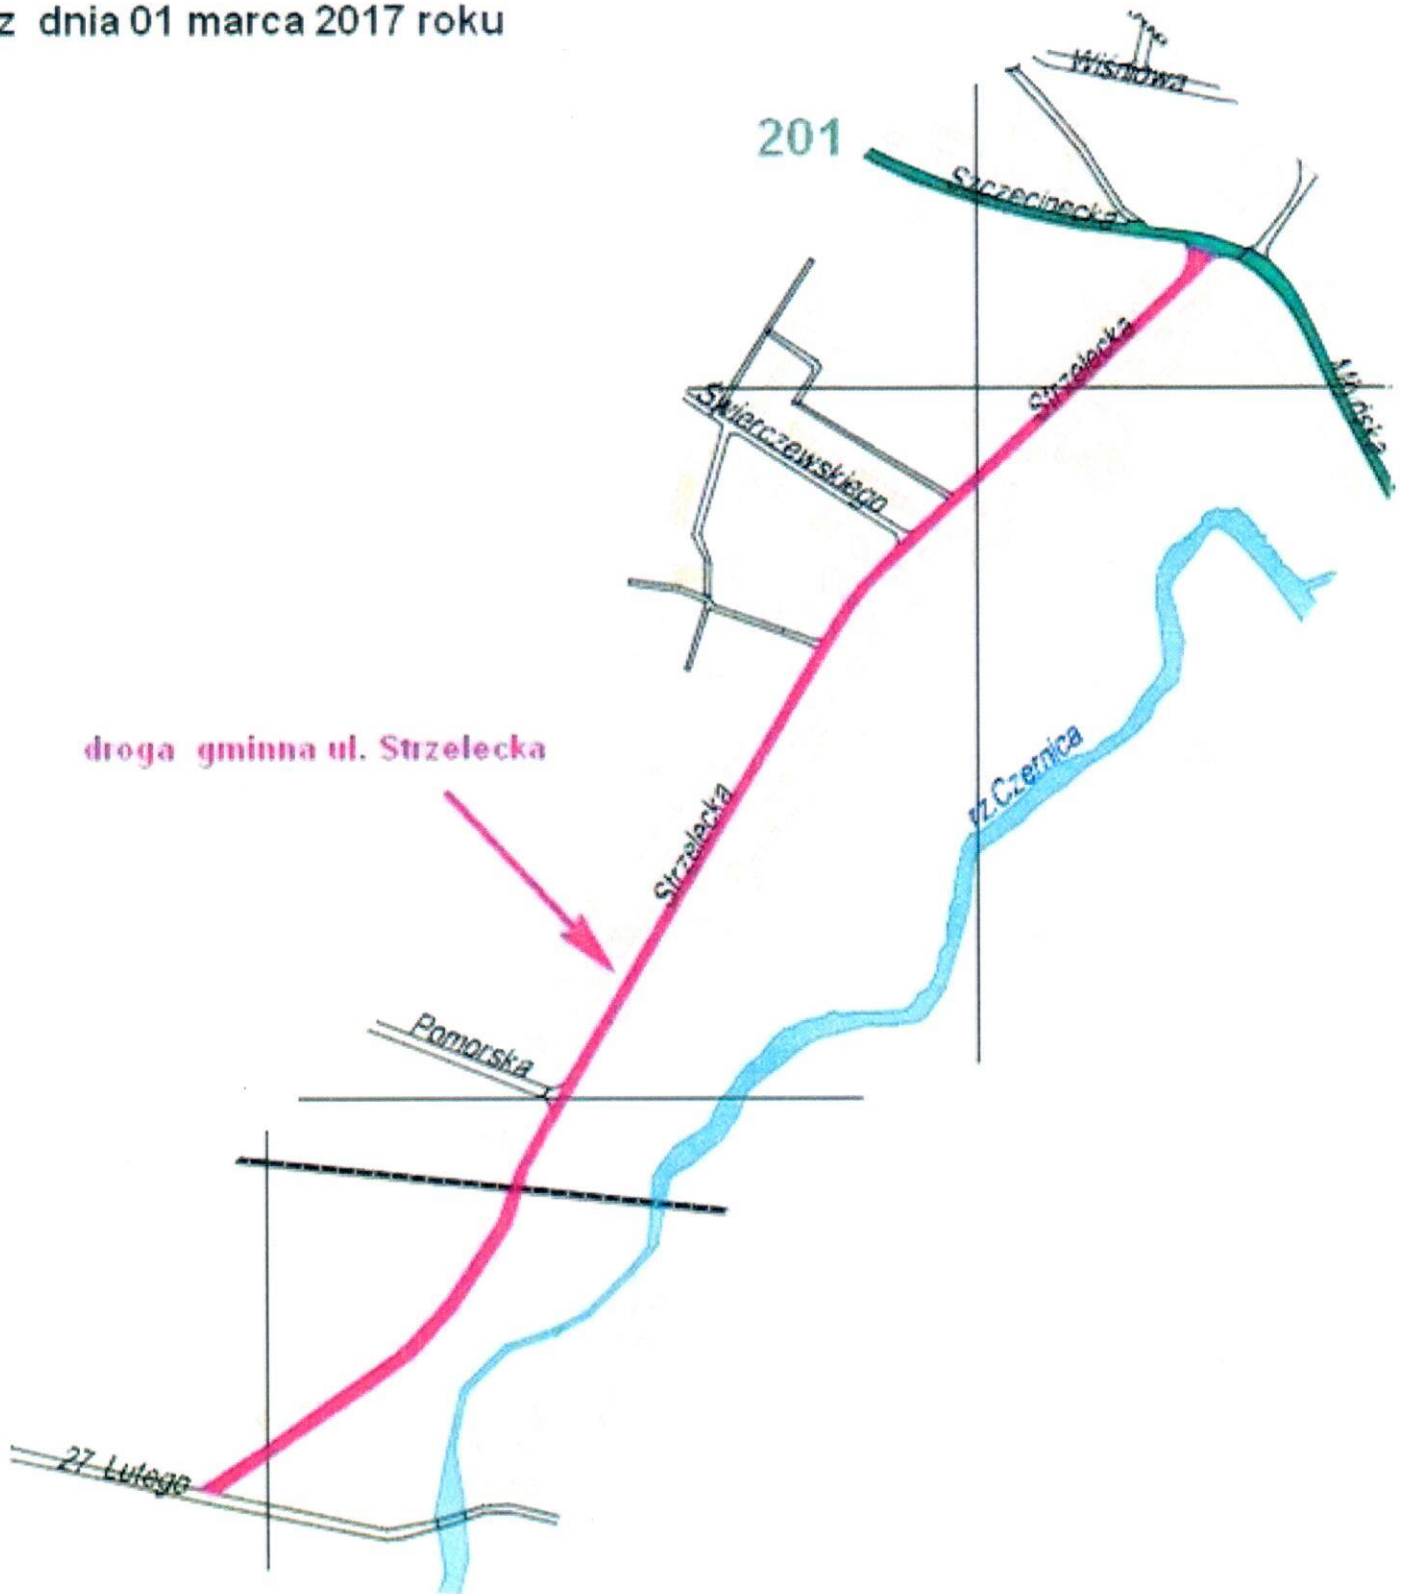 z dnia 01 marca 2017 roku
Wiśniowa
201
Szczecinecka
Strzelecka
Młyńska
Świerczewskiego
droga gminna ul. Strzelecka
rz.Czernica
Strzelecka
Pomorska
27 Lutego